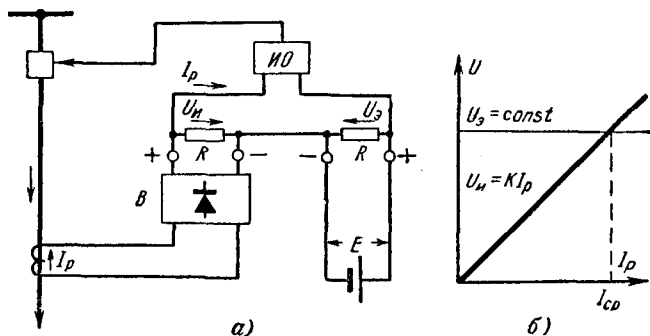 ИО
I_р
U_и
U_э
+ R − − R +
В
E
I_р
а)
U
U_э = const
U_и = KI_р
I_р
I_ср
б)